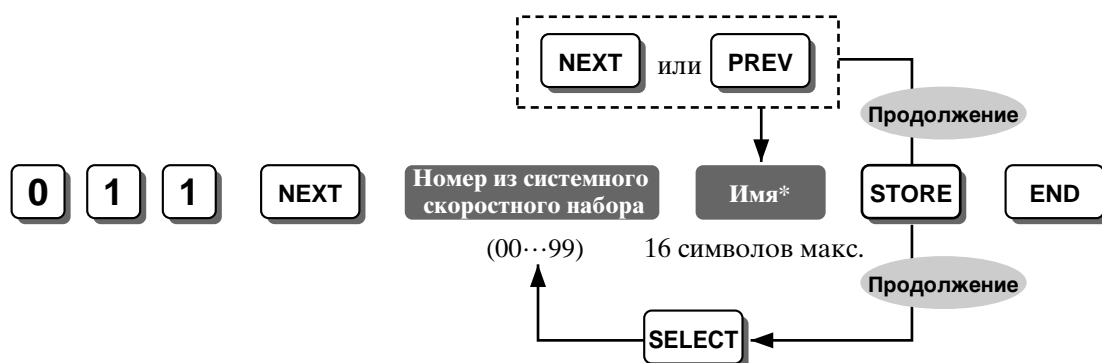 NEXT или PREV
Продолжение
0 1 1 NEXT Номер из системного скоростного набора Имя* STORE END
(00···99) 16 символов макс.
Продолжение
SELECT